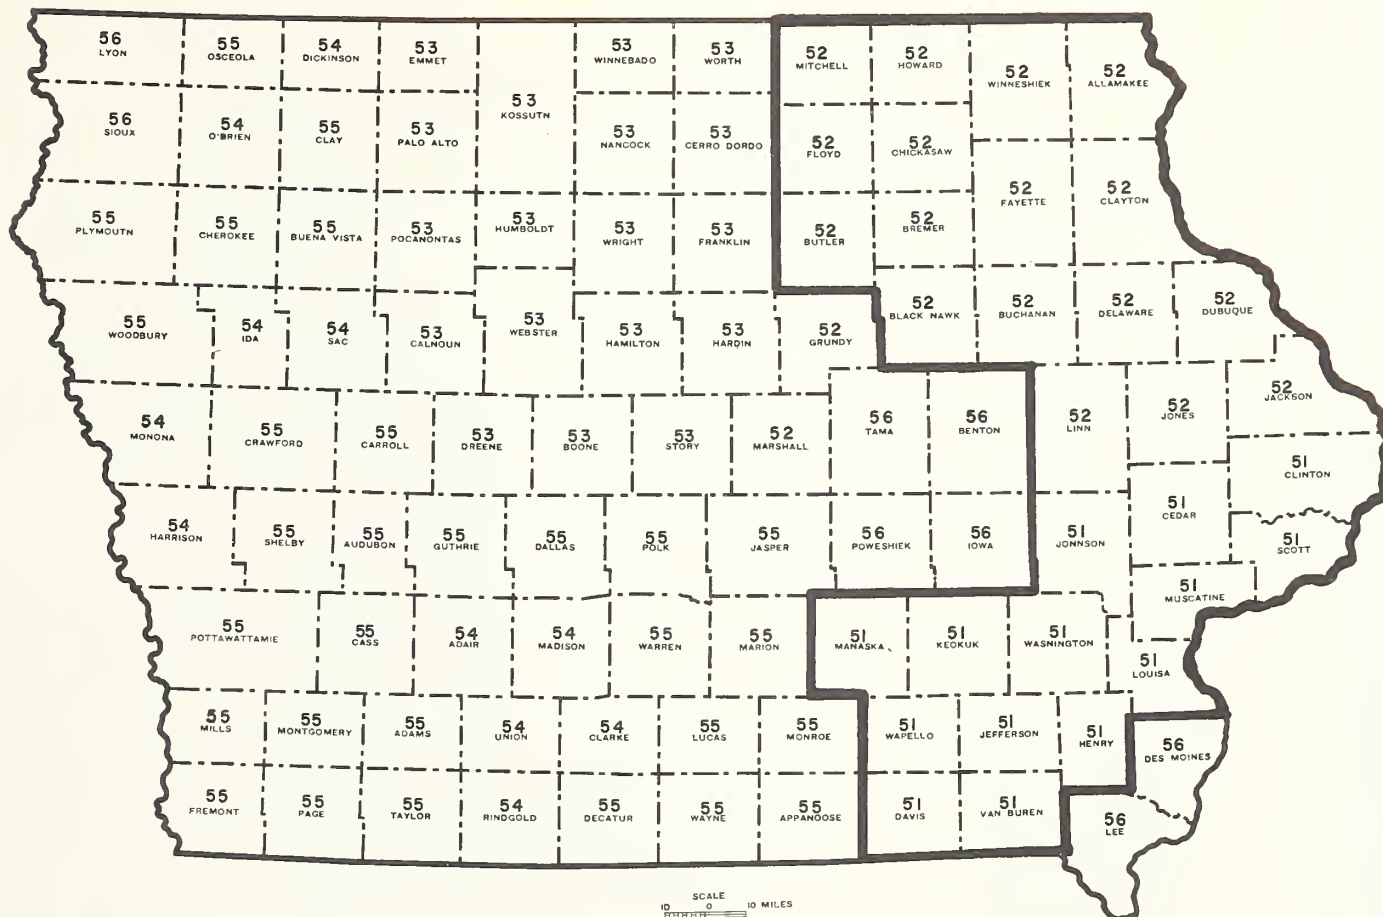 56
LYON
55
OSCEOLA
54
DICKINSON
53
EMMET
53
KOSSUTN
53
WINNEBADO
53
WORTH
52
MITCHELL
52
HOWARD
52
WINNESHIEK
52
ALLAMAKEE
56
SIOUX
54
O'BRIEN
55
CLAY
53
PALO ALTO
53
NANCOCK
53
CERRO DORDO
52
FLOYD
52
CHICKASAW
52
FAYETTE
52
CLAYTON
55
PLYMOUTN
55
CHEROKEE
55
BUENA VISTA
53
POCANONTAS
53
HUMBOLDT
53
WRIGHT
53
FRANKLIN
52
BUTLER
52
BREMER
55
WOODBURY
54
IDA
54
SAC
53
CALNOUN
53
WEBSTER
53
HAMILTON
53
HARDIN
52
GRUNDY
52
BLACK NAWK
52
BUCHANAN
52
DELAWARE
52
DUBUQUE
54
MONONA
55
CRAWFORD
55
CARROLL
53
DREENE
53
BOONE
53
STORY
52
MARSHALL
56
TAMA
56
BENTON
52
LINN
52
JONES
52
JACKSON
51
CLINTON
54
HARRISON
55
SHELBY
55
AUDUBON
55
GUTHRIE
55
DALLAS
55
POLK
55
JASPER
56
POWESHIEK
56
IOWA
51
JONNSON
51
CEDAR
51
SCOTT
51
MUSCATINE
55
POTTAWATTAMIE
55
CASS
54
ADAIR
54
MADISON
55
WARREN
55
MARION
51
MANASKA
51
KEOKUK
51
WASNINGTON
51
LOUISA
55
MILLS
55
MONTGOMERY
55
ADAMS
54
UNION
54
CLARKE
55
LUCAS
55
MONROE
51
WAPELLO
51
JEFFERSON
51
HENRY
56
DES MOINES
55
FREMONT
55
PAGE
55
TAYLOR
54
RINDGOLD
55
DECATUR
55
WAYNE
55
APPANOOSE
51
DAVIS
51
VAN BUREN
56
LEE
SCALE
10 0 10 MILES